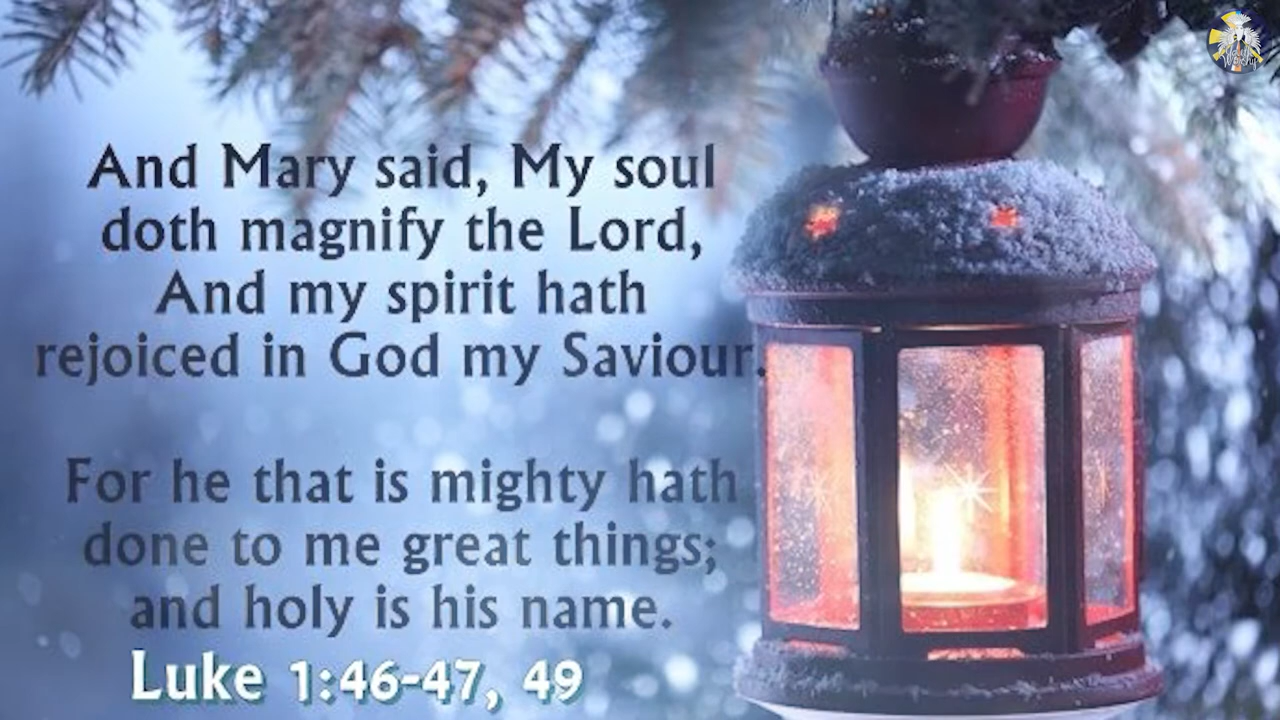 And Mary said, My soul
doth magnify the Lord,
And my spirit hath
rejoiced in God my Saviour.
For he that is mighty hath
done to me great things;
and holy is his name.
Luke 1:46-47, 49